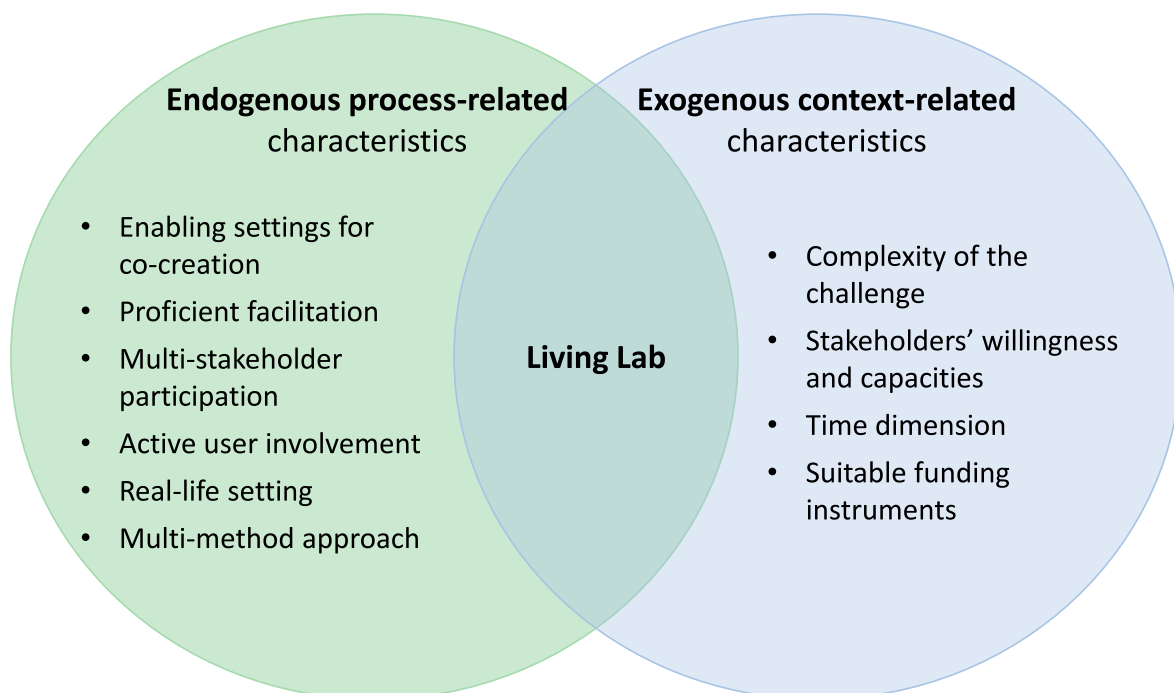 Endogenous process-related
characteristics
• Enabling settings for
co-creation
• Proficient facilitation
• Multi-stakeholder
participation
• Active user involvement
• Real-life setting
• Multi-method approach
Living Lab
Exogenous context-related
characteristics
• Complexity of the
challenge
• Stakeholders’ willingness
and capacities
• Time dimension
• Suitable funding
instruments